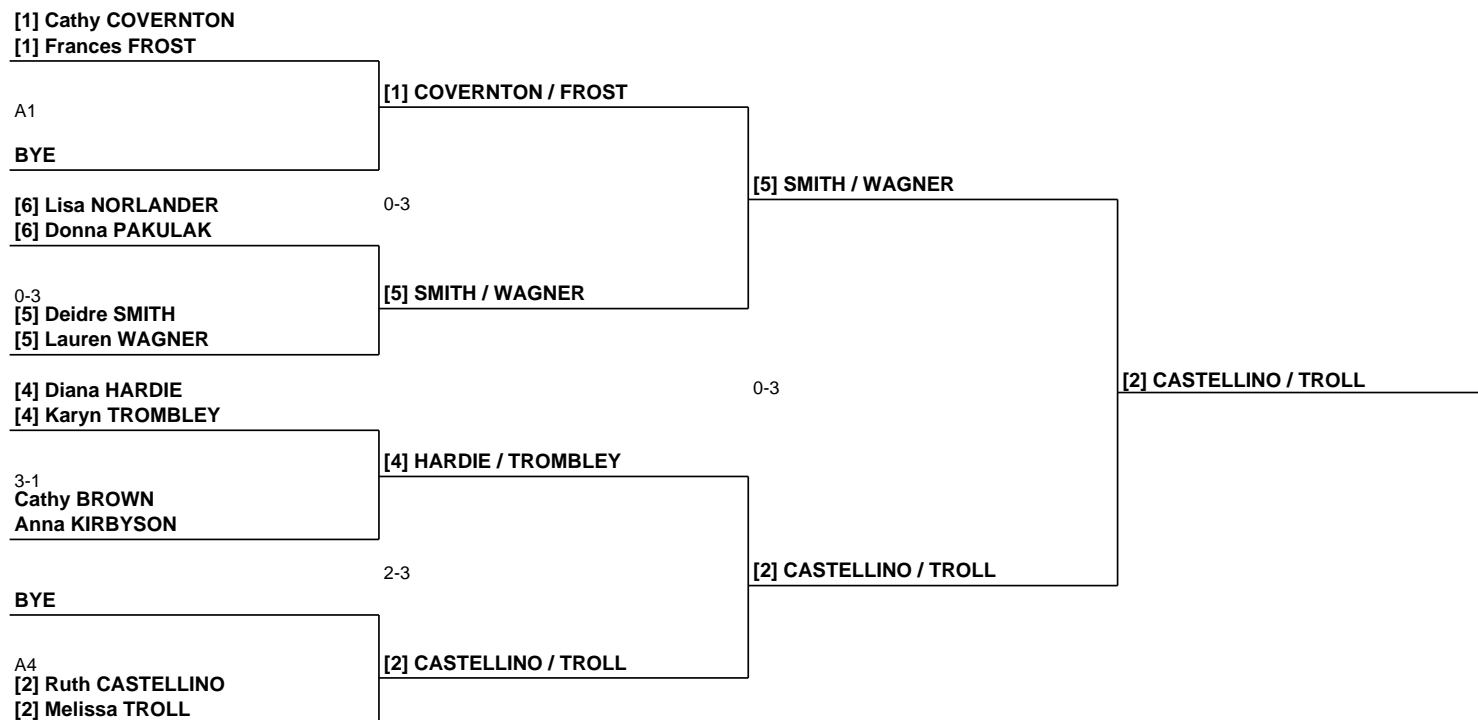 [1] Cathy COVERNTON
[1] Frances FROST
[1] COVERNTON / FROST
A1
BYE
[5] SMITH / WAGNER
[6] Lisa NORLANDER
0-3
[6] Donna PAKULAK
0-3
[5] SMITH / WAGNER
[5] Deidre SMITH
[5] Lauren WAGNER
[2] CASTELLINO / TROLL
[4] Diana HARDIE
0-3
[4] Karyn TROMBLEY
[4] HARDIE / TROMBLEY
3-1
Cathy BROWN
Anna KIRBYSON
2-3
[2] CASTELLINO / TROLL
BYE
A4
[2] CASTELLINO / TROLL
[2] Ruth CASTELLINO
[2] Melissa TROLL